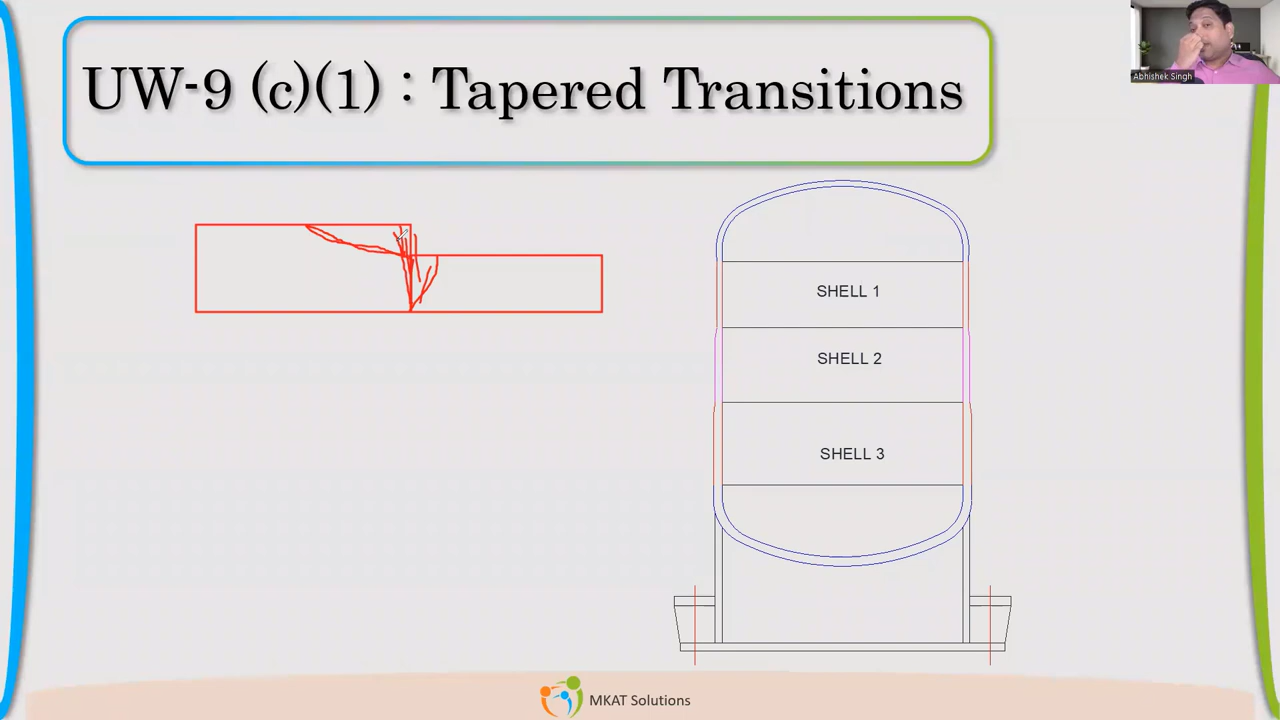 UW-9 (c)(1) : Tapered Transitions
Abhishek Singh
SHELL 1
SHELL 2
SHELL 3
MKAT Solutions